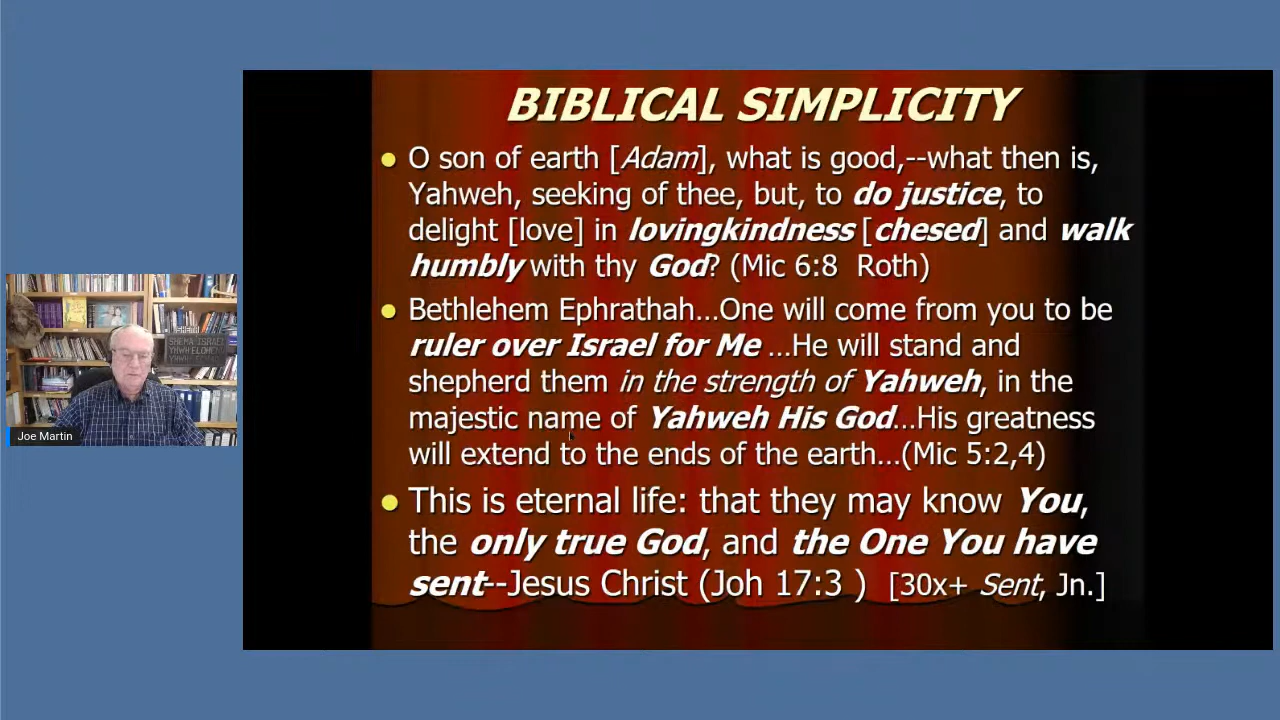 BIBLICAL SIMPLICITY
O son of earth [Adam], what is good,--what then is,
Yahweh, seeking of thee, but, to do justice, to
delight [love] in lovingkindness [chesed] and walk
humbly with thy God? (Mic 6:8 Roth)
Bethlehem Ephrathah...One will come from you to be
ruler over Israel for Me ...He will stand and
shepherd them in the strength of Yahweh, in the
majestic name of Yahweh His God...His greatness
will extend to the ends of the earth...(Mic 5:2,4)
This is eternal life: that they may know You,
the only true God, and the One You have
sent--Jesus Christ (Joh 17:3 ) [30x+ Sent, Jn.]
SHEMA ISRAEL
Joe Martin